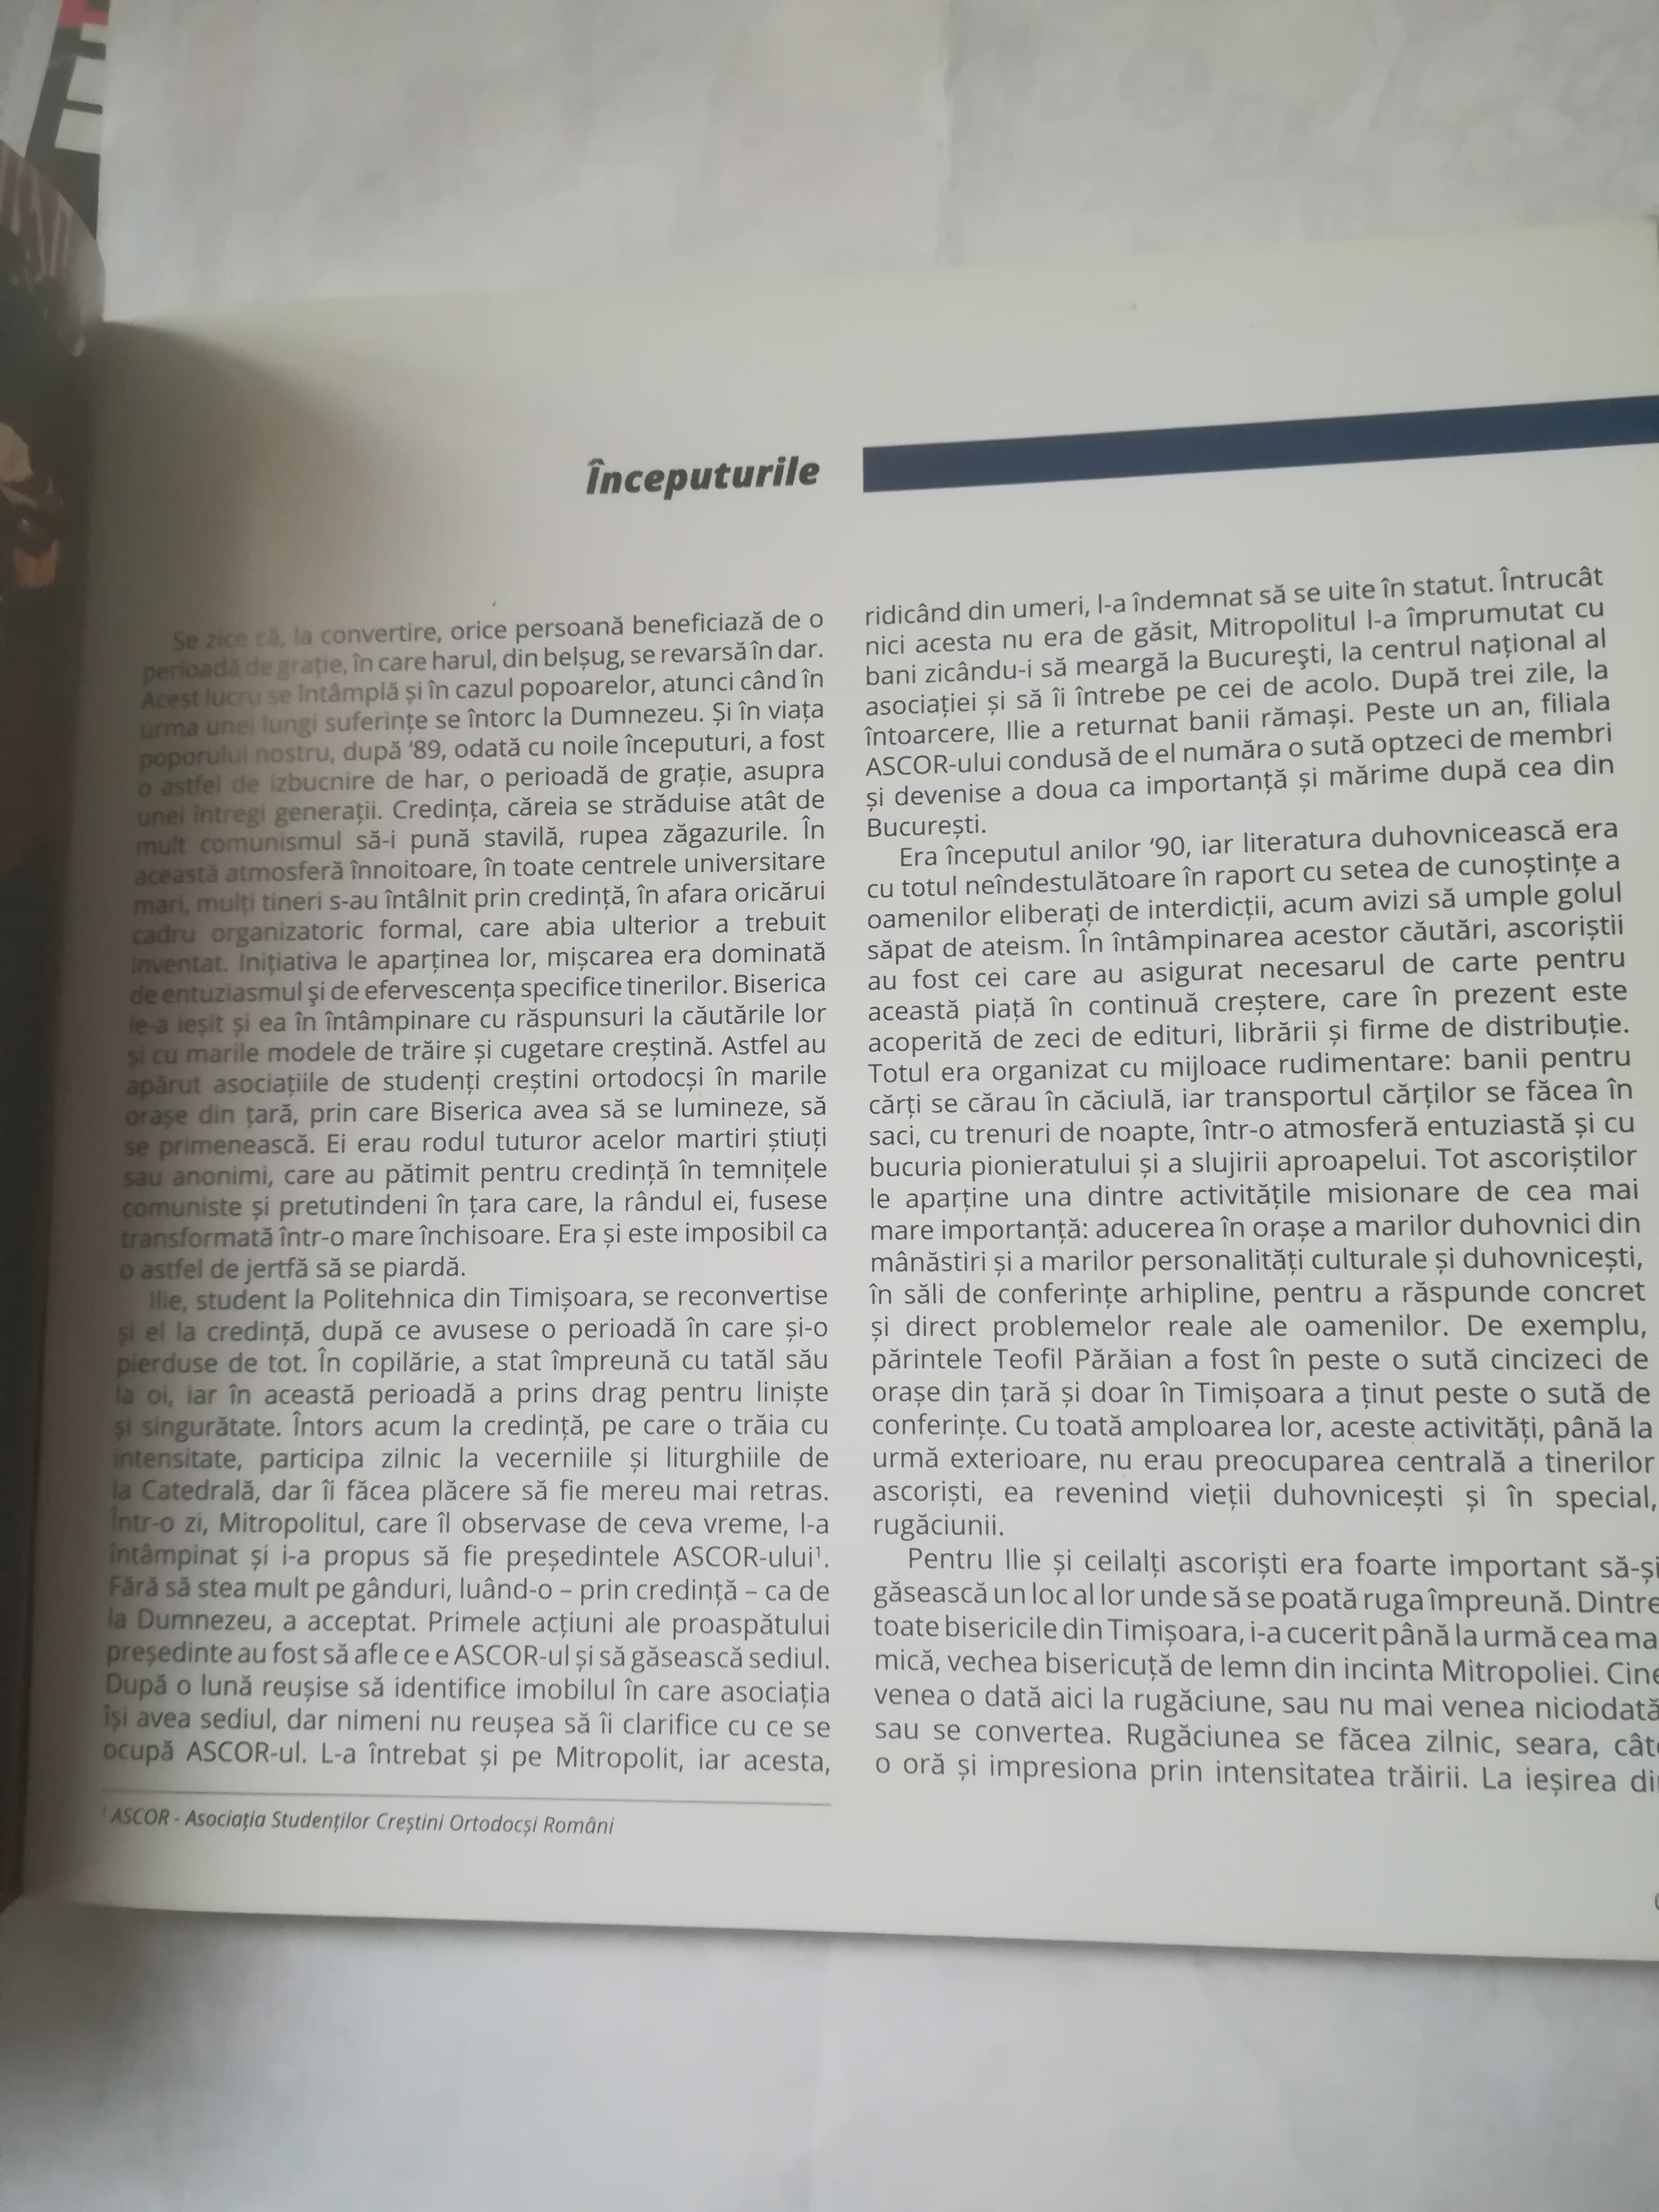 Începuturile
Se zice că, la convertire, orice persoană beneficiază de o
perioadă de grație, în care harul, din belșug, se revarsă în dar.
Acest lucru se întâmplă și în cazul popoarelor, atunci când în
urma unei lungi suferințe se întorc la Dumnezeu. Și în viața
poporului nostru, după ‘89, odată cu noile începuturi, a fost
o astfel de izbucnire de har, o perioadă de grație, asupra
unei întregi generații. Credința, căreia se străduise atât de
mult comunismul să-i pună stavilă, rupea zăgazurile. În
această atmosferă înnoitoare, în toate centrele universitare
mari, mulți tineri s-au întâlnit prin credință, în afara oricărui
cadru organizatoric formal, care abia ulterior a trebuit
inventat. Inițiativa le aparținea lor, mișcarea era dominată
de entuziasmul şi de efervescența specifice tinerilor. Biserica
le-a ieșit și ea în întâmpinare cu răspunsuri la căutările lor
și cu marile modele de trăire și cugetare creștină. Astfel au
apărut asociațiile de studenți creștini ortodocși în marile
orașe din țară, prin care Biserica avea să se lumineze, să
se primenească. Ei erau rodul tuturor acelor martiri știuți
sau anonimi, care au pătimit pentru credință în temnițele
comuniste și pretutindeni în țara care, la rândul ei, fusese
transformată într-o mare închisoare. Era și este imposibil ca
o astfel de jertfă să se piardă.
Ilie, student la Politehnica din Timișoara, se reconvertise
și el la credință, după ce avusese o perioadă în care și-o
pierduse de tot. În copilărie, a stat împreună cu tatăl său
la oi, iar în această perioadă a prins drag pentru liniște
și singurătate. Întors acum la credință, pe care o trăia cu
intensitate, participa zilnic la vecerniile și liturghiile de
la Catedrală, dar îi făcea plăcere să fie mereu mai retras.
Într-o zi, Mitropolitul, care îl observase de ceva vreme, l-a
întâmpinat și i-a propus să fie președintele ASCOR-ului¹.
Fără să stea mult pe gânduri, luând-o – prin credință – ca de
la Dumnezeu, a acceptat. Primele acțiuni ale proaspătului
președinte au fost să afle ce e ASCOR-ul și să găsească sediul.
După o lună reușise să identifice imobilul în care asociația
își avea sediul, dar nimeni nu reușea să îi clarifice cu ce se
ocupă ASCOR-ul. L-a întrebat și pe Mitropolit, iar acesta,
¹ ASCOR - Asociația Studenților Creștini Ortodocși Români
ridicând din umeri, l-a îndemnat să se uite în statut. Întrucât
nici acesta nu era de găsit, Mitropolitul l-a împrumutat cu
bani zicându-i să meargă la Bucureşti, la centrul național al
asociației și să îi întrebe pe cei de acolo. După trei zile, la
întoarcere, Ilie a returnat banii rămași. Peste un an, filiala
ASCOR-ului condusă de el număra o sută optzeci de membri
și devenise a doua ca importanță și mărime după cea din
București.
Era începutul anilor ‘90, iar literatura duhovnicească era
cu totul neîndestulătoare în raport cu setea de cunoștințe a
oamenilor eliberați de interdicții, acum avizi să umple golul
săpat de ateism. În întâmpinarea acestor căutări, ascoriștii
au fost cei care au asigurat necesarul de carte pentru
această piață în continuă creștere, care în prezent este
acoperită de zeci de edituri, librării și firme de distribuție.
Totul era organizat cu mijloace rudimentare: banii pentru
cărți se cărau în căciulă, iar transportul cărților se făcea în
saci, cu trenuri de noapte, într-o atmosferă entuziastă și cu
bucuria pionieratului și a slujirii aproapelui. Tot ascoriștilor
le aparține una dintre activitățile misionare de cea mai
mare importanță: aducerea în orașe a marilor duhovnici din
mânăstiri și a marilor personalități culturale și duhovnicești,
în săli de conferințe arhipline, pentru a răspunde concret
și direct problemelor reale ale oamenilor. De exemplu,
părintele Teofil Părăian a fost în peste o sută cincizeci de
orașe din țară și doar în Timișoara a ținut peste o sută de
conferințe. Cu toată amploarea lor, aceste activități, până la
urmă exterioare, nu erau preocuparea centrală a tinerilor
ascoriști, ea revenind vieții duhovnicești și în special,
rugăciunii.
Pentru Ilie și ceilalți ascoriști era foarte important să-și
găsească un loc al lor unde să se poată ruga împreună. Dintre
toate bisericile din Timișoara, i-a cucerit până la urmă cea ma
mică, vechea bisericuță de lemn din incinta Mitropoliei. Cine
venea o dată aici la rugăciune, sau nu mai venea niciodată
sau se convertea. Rugăciunea se făcea zilnic, seara, câte
o oră și impresiona prin intensitatea trăirii. La ieșirea din